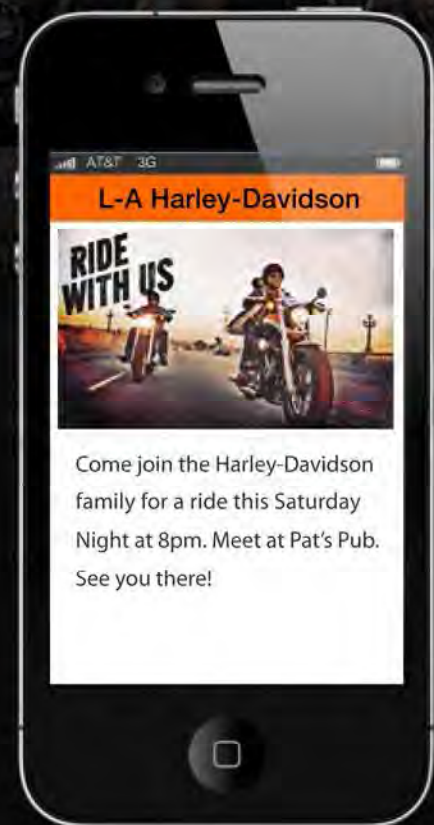 AT&T 3G
L-A Harley-Davidson
RIDE
WITH US
Come join the Harley-Davidson
family for a ride this Saturday
Night at 8pm. Meet at Pat's Pub.
See you there!